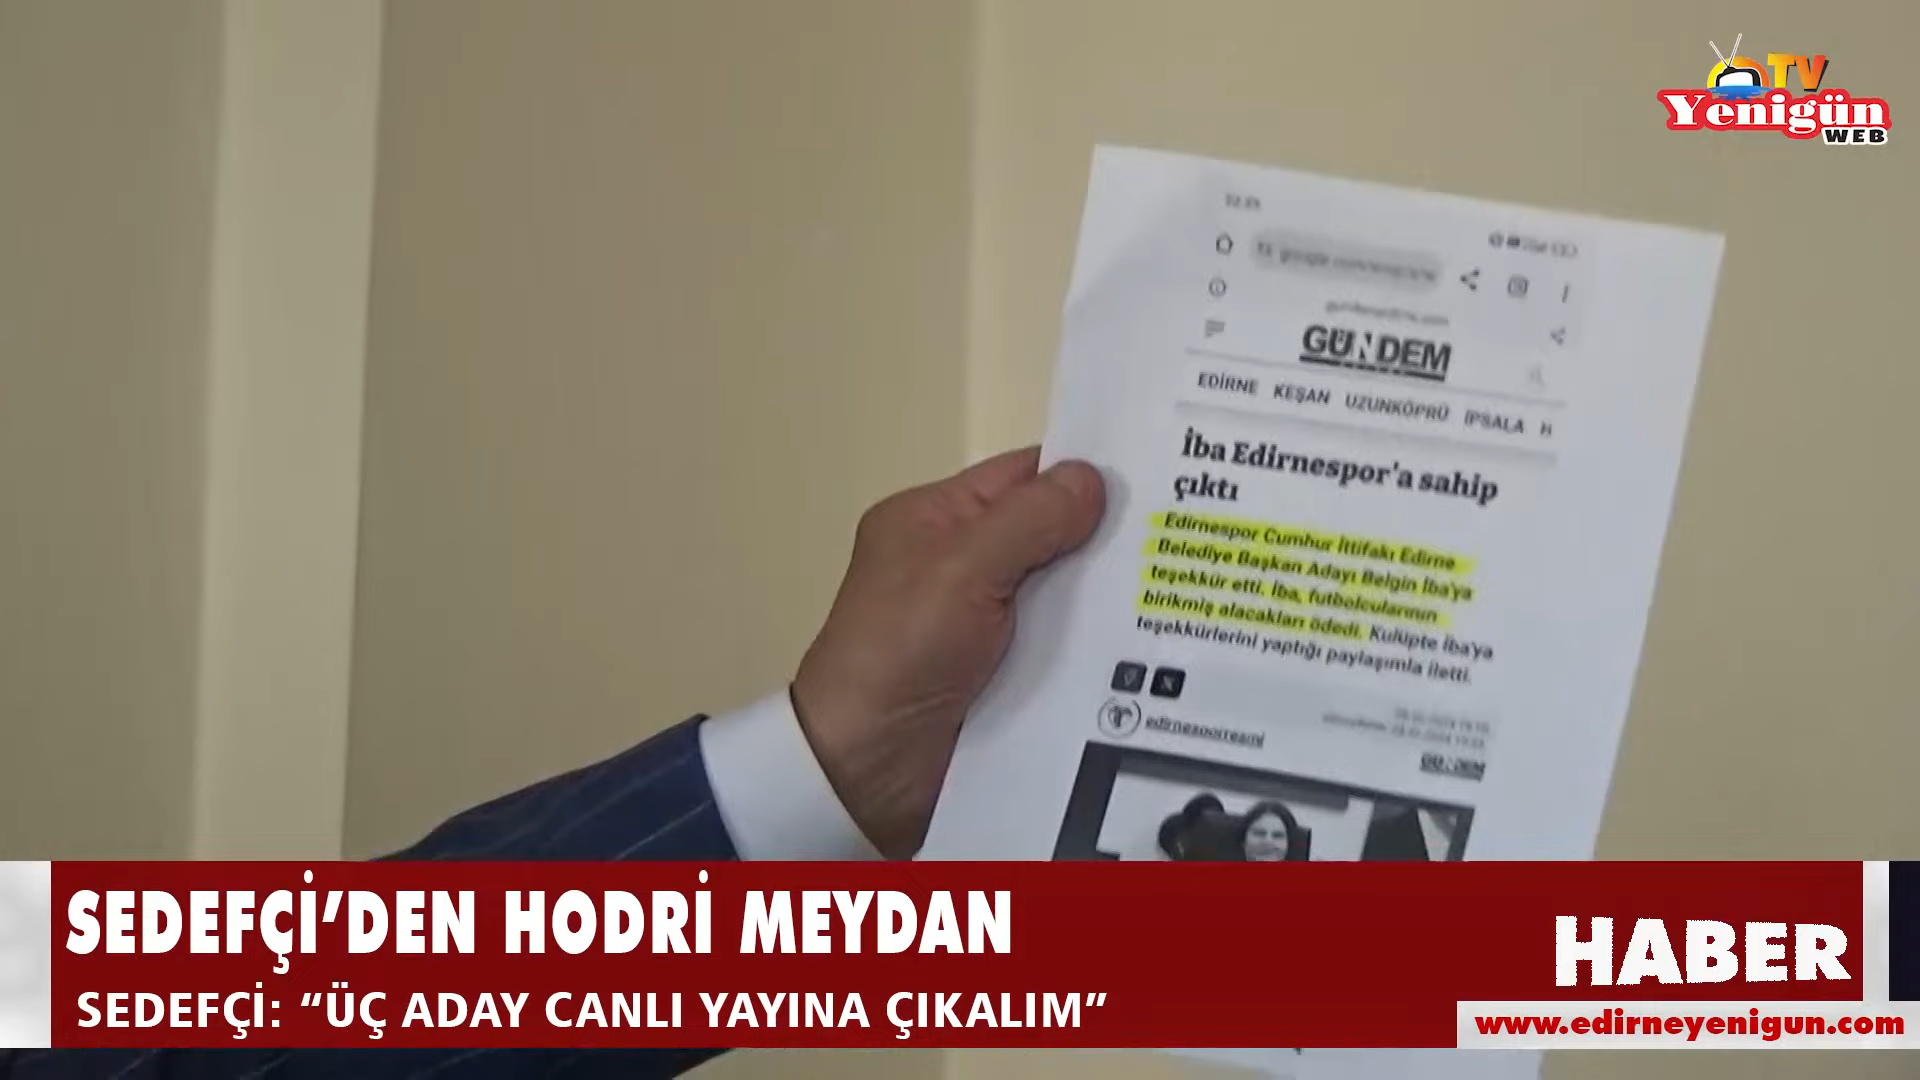 TV
Yenigün
WEB
GÜNDEM
EDİRNE KEŞAN UZUNKÖPRÜ İPSALA H
İba Edirnespor'a sahip
çıktı
Edirnespor Cumhur İttifakı Edirne
Belediye Başkan Adayı Belgin İba'ya
teşekkür etti. İba, futbolcularının
birikmiş alacakları ödedi. Kulüpte İba'ya
teşekkürlerini yaptığı paylaşımla iletti.
GÜNDEM
SEDEFÇİ’DEN HODRİ MEYDAN
SEDEFÇİ: “ÜÇ ADAY CANLI YAYINA ÇIKALIM”
HABER
www.edirneyenigun.com